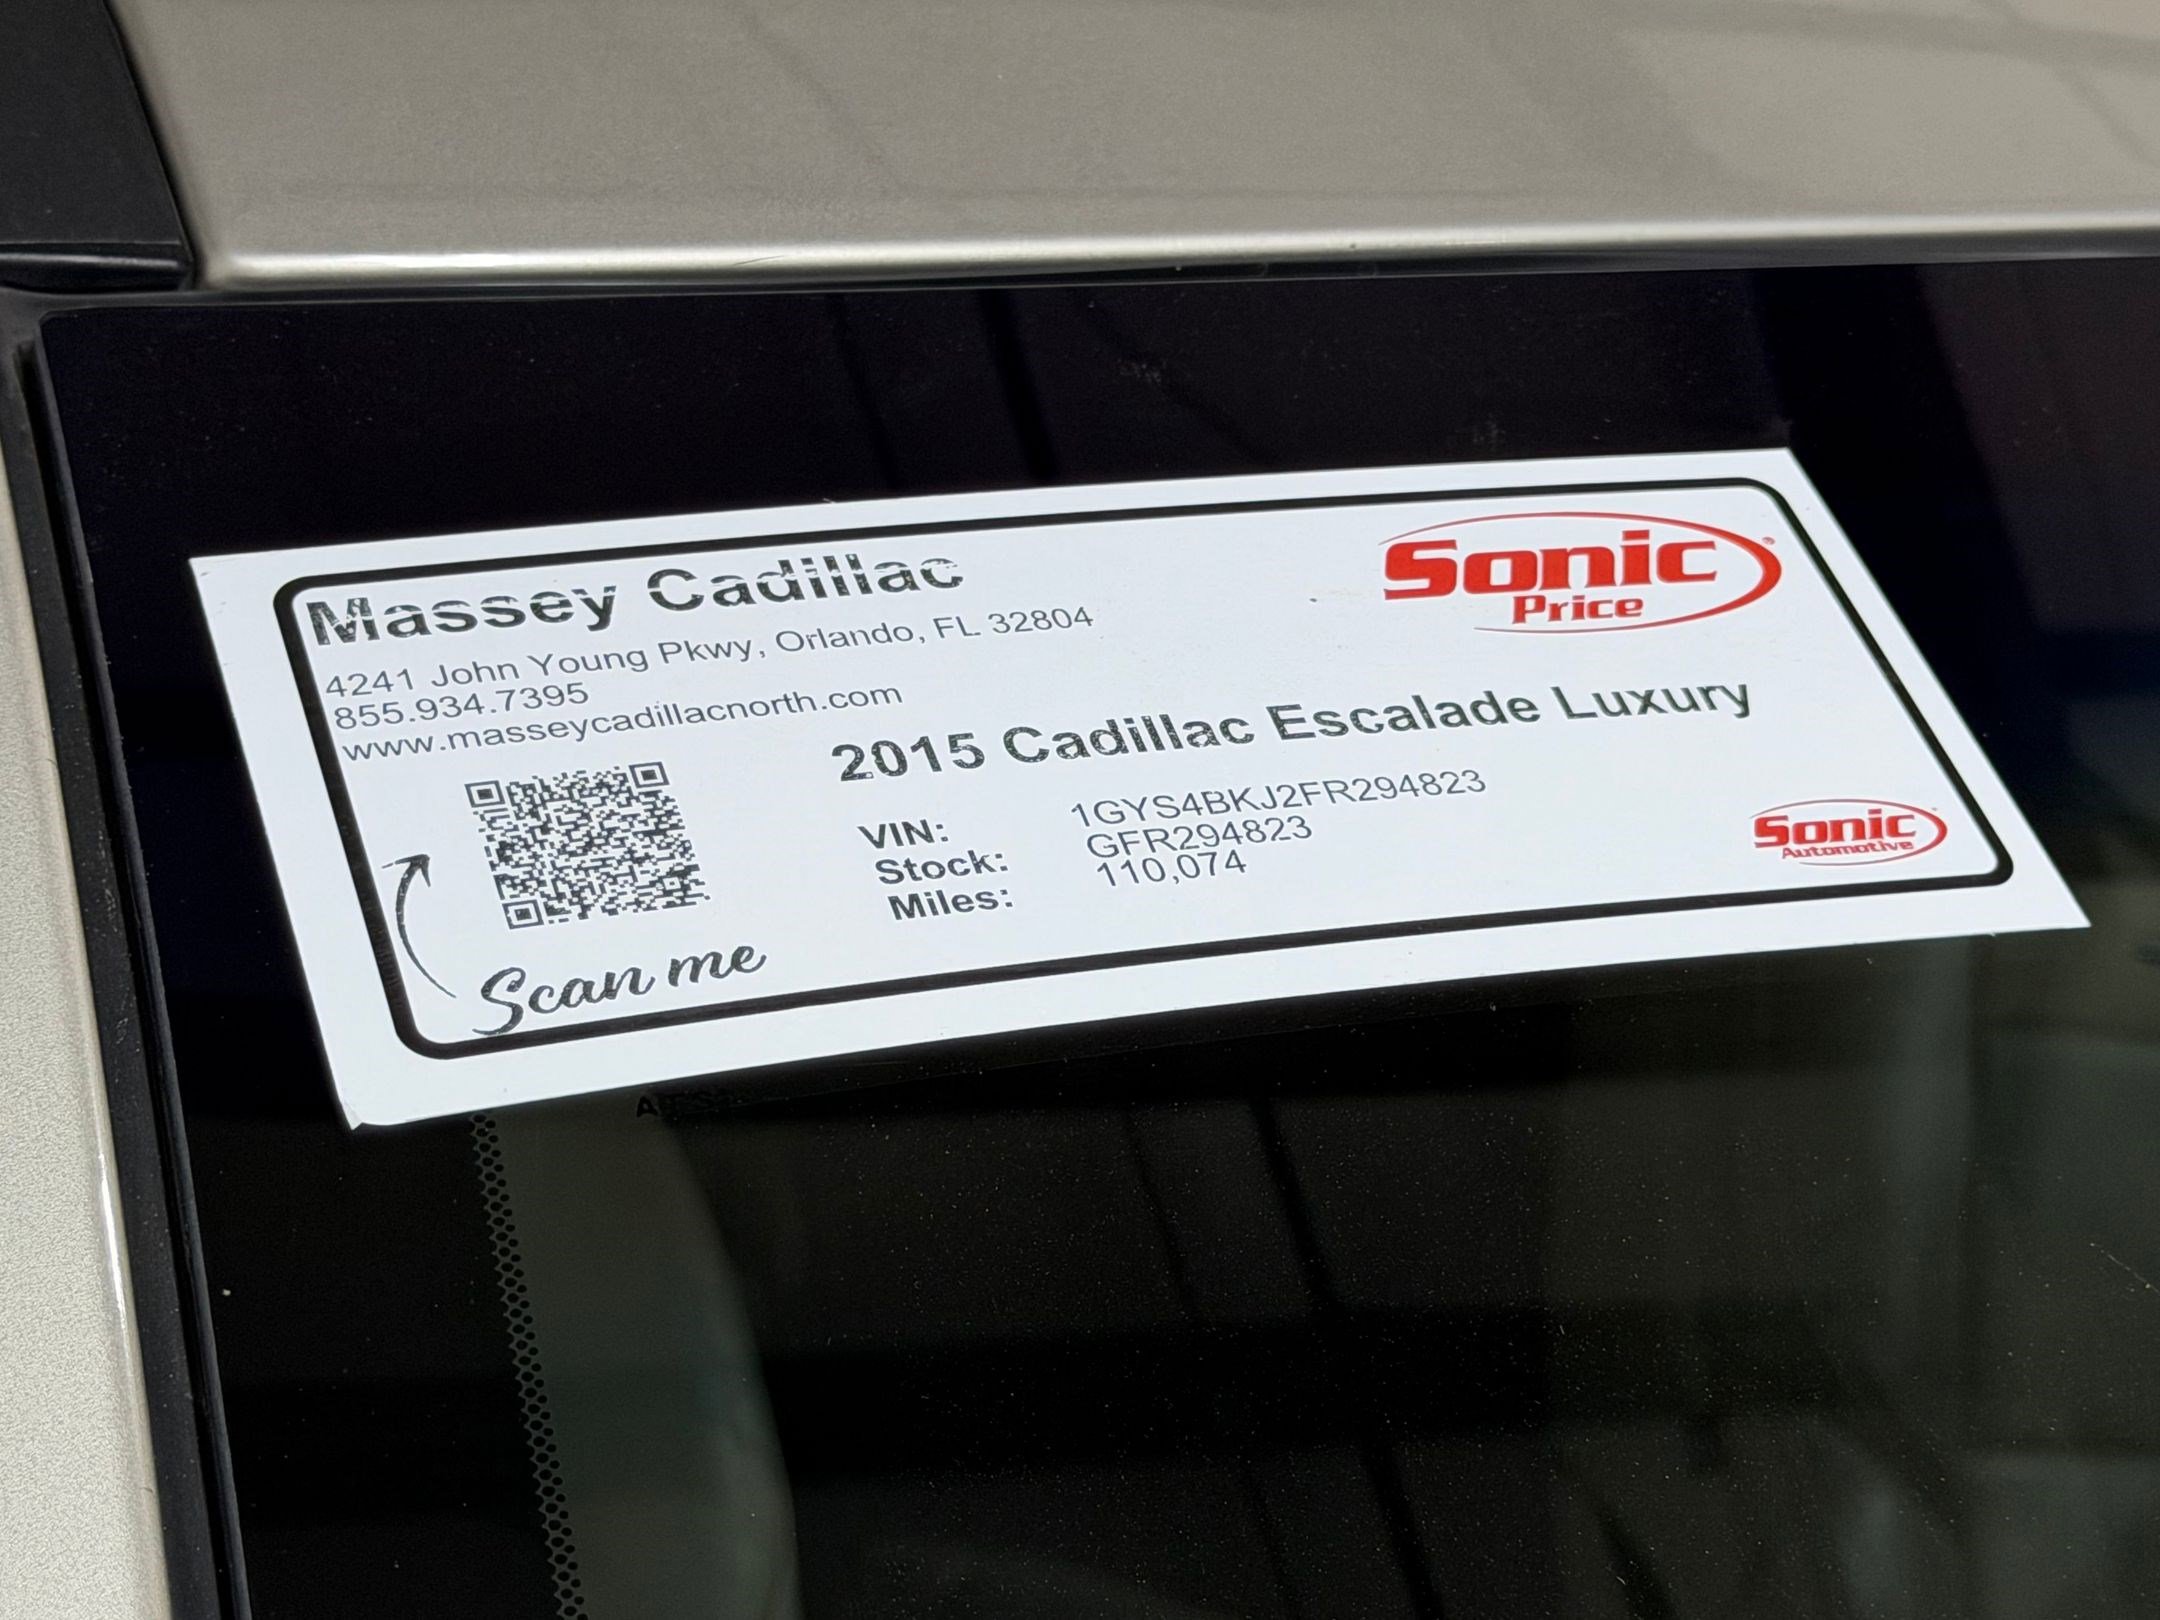 Massey Cadillac
4241 John Young Pkwy, Orlando, FL 32804
855.934.7395
www.masseycadillacnorth.com
Sonic®
Price
2015 Cadillac Escalade Luxury
VIN: 1GYS4BKJ2FR294823
Stock: GFR294823
Miles: 110,074
Scan me
Sonic
Automotive